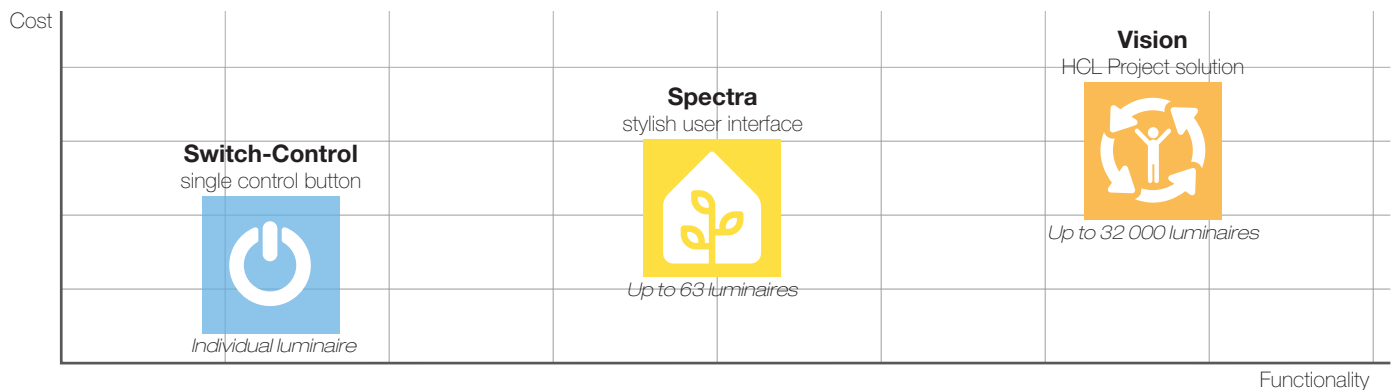 Cost
Vision
HCL Project solution
Spectra
stylish user interface
Switch-Control
single control button
Up to 32 000 luminaires
Up to 63 luminaires
Individual luminaire
Functionality